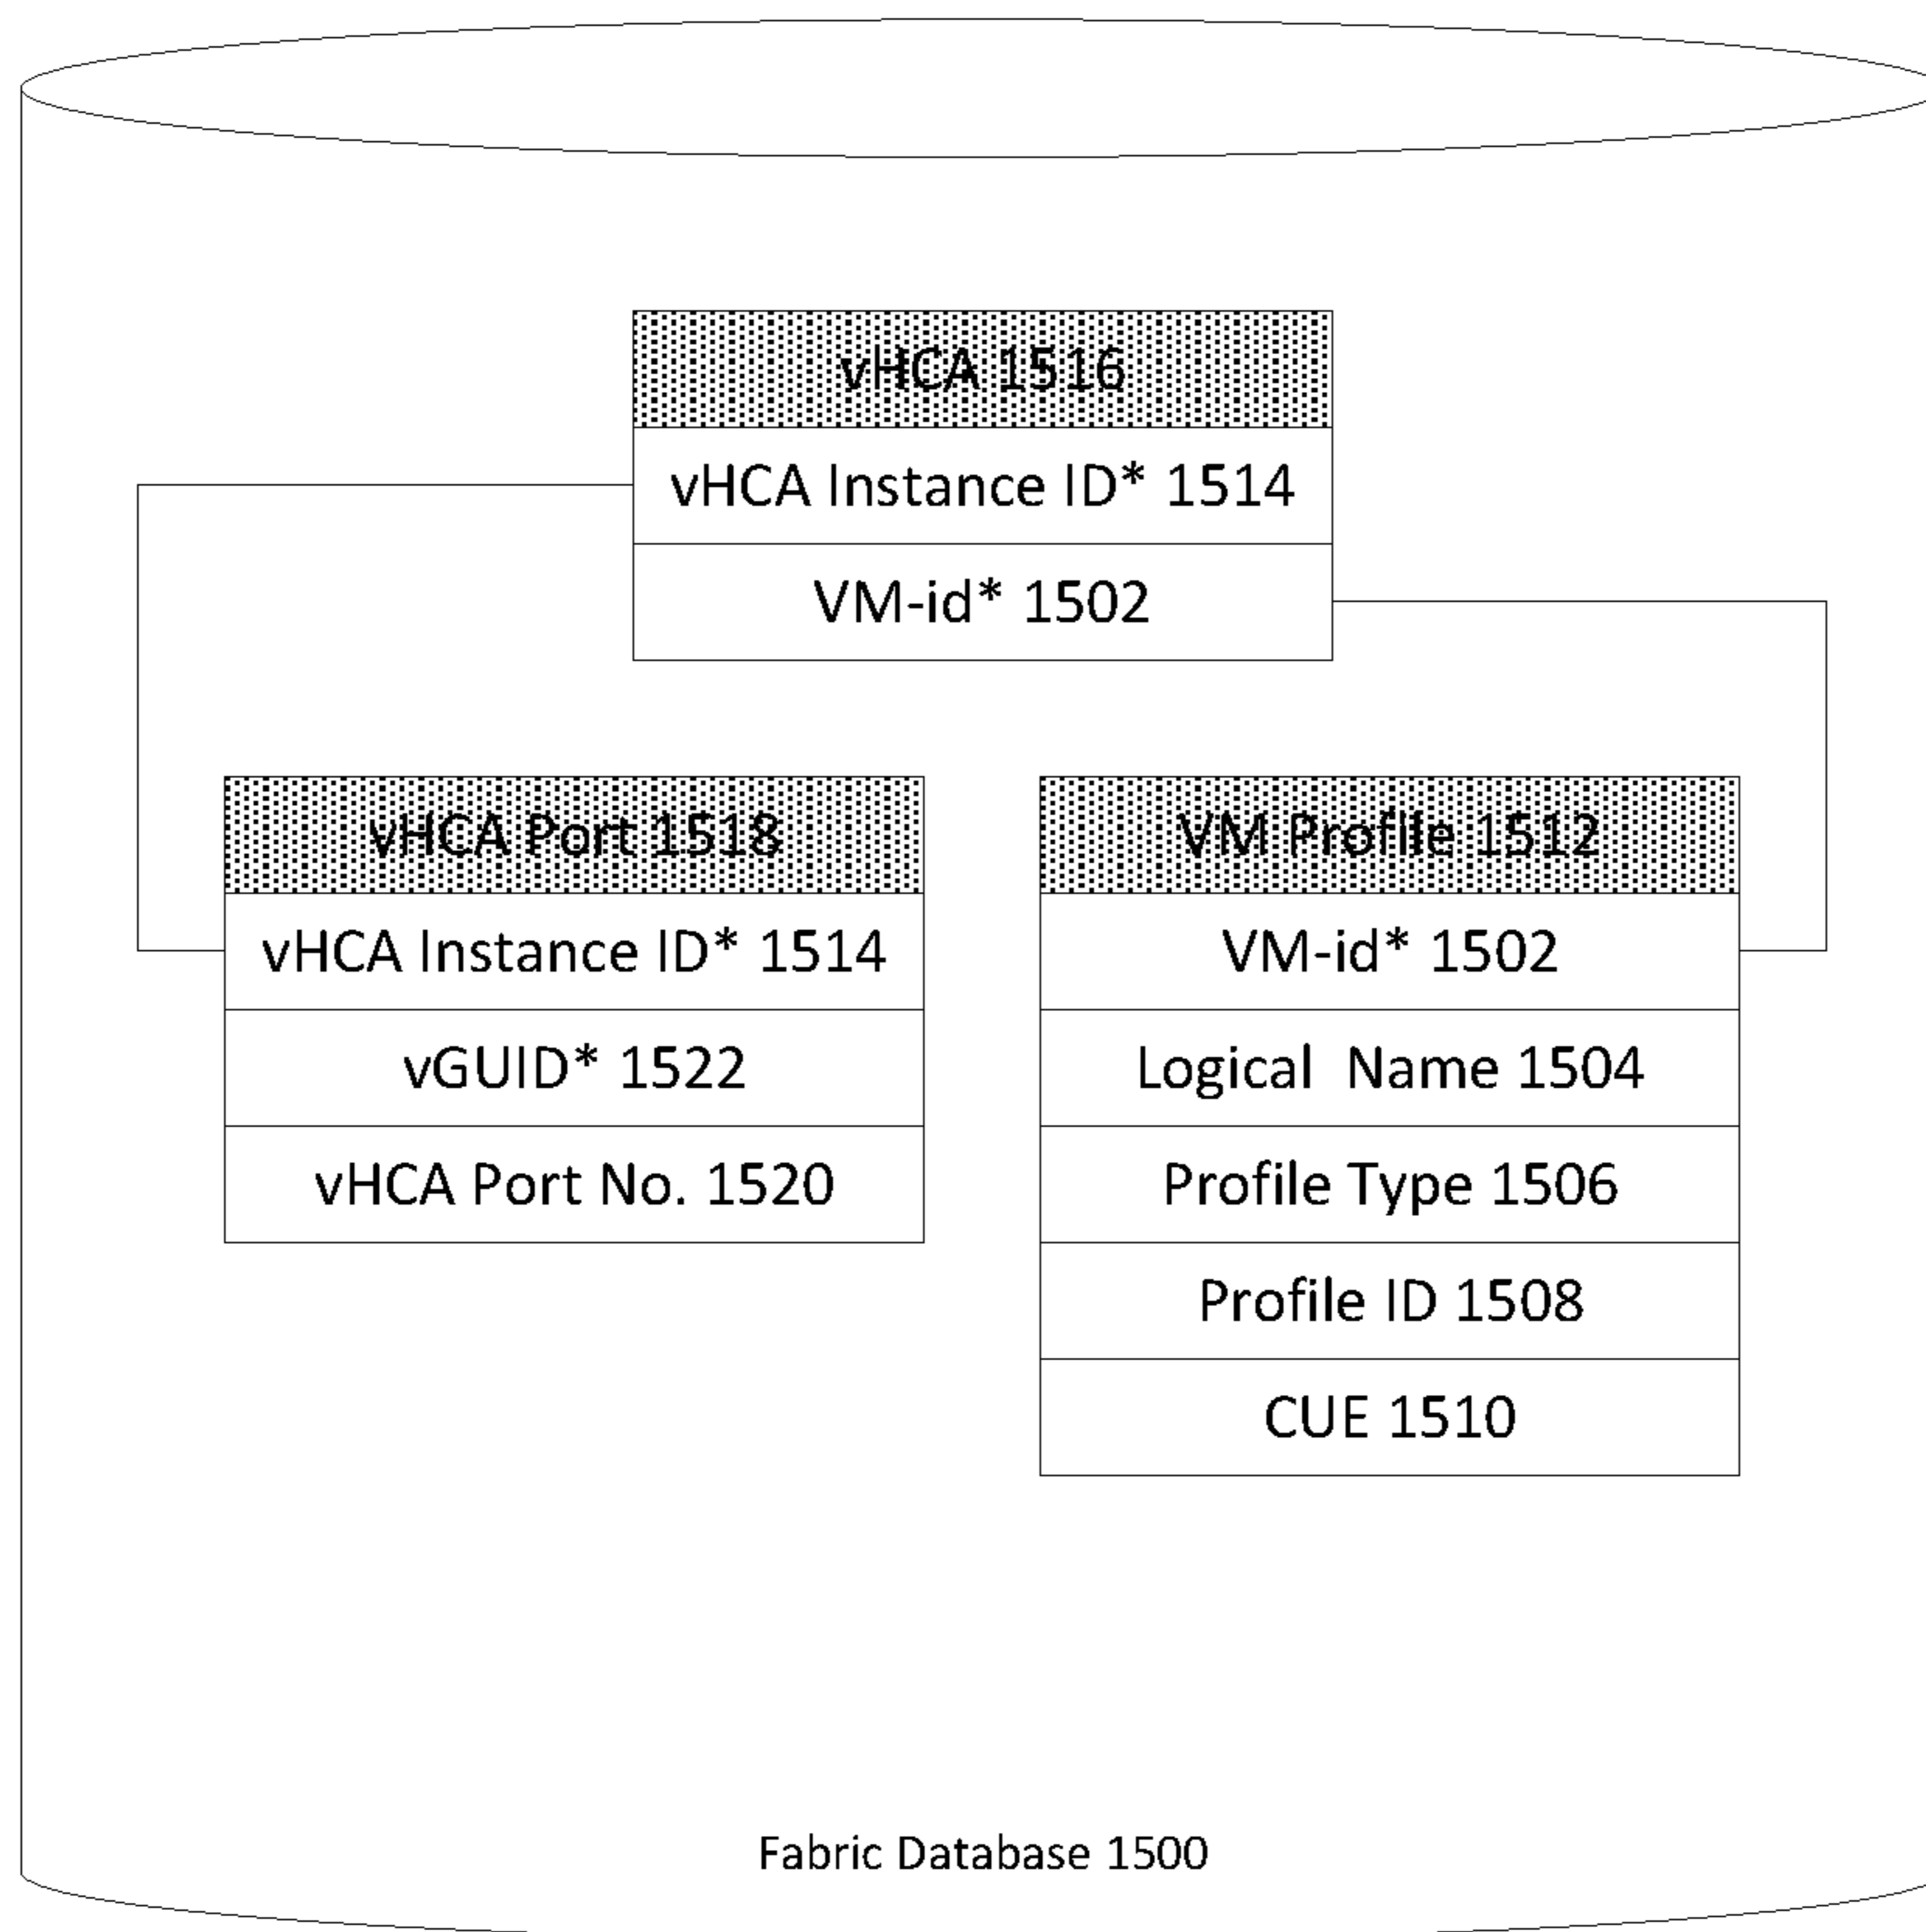 vHCA 1516
vHCA Instance ID* 1514
VM-id* 1502
vHCA Port 1518
vHCA Instance ID* 1514
vGUID* 1522
vHCA Port No. 1520
VM Profile 1512
VM-id* 1502
Logical Name 1504
Profile Type 1506
Profile ID 1508
CUE 1510
Fabric Database 1500